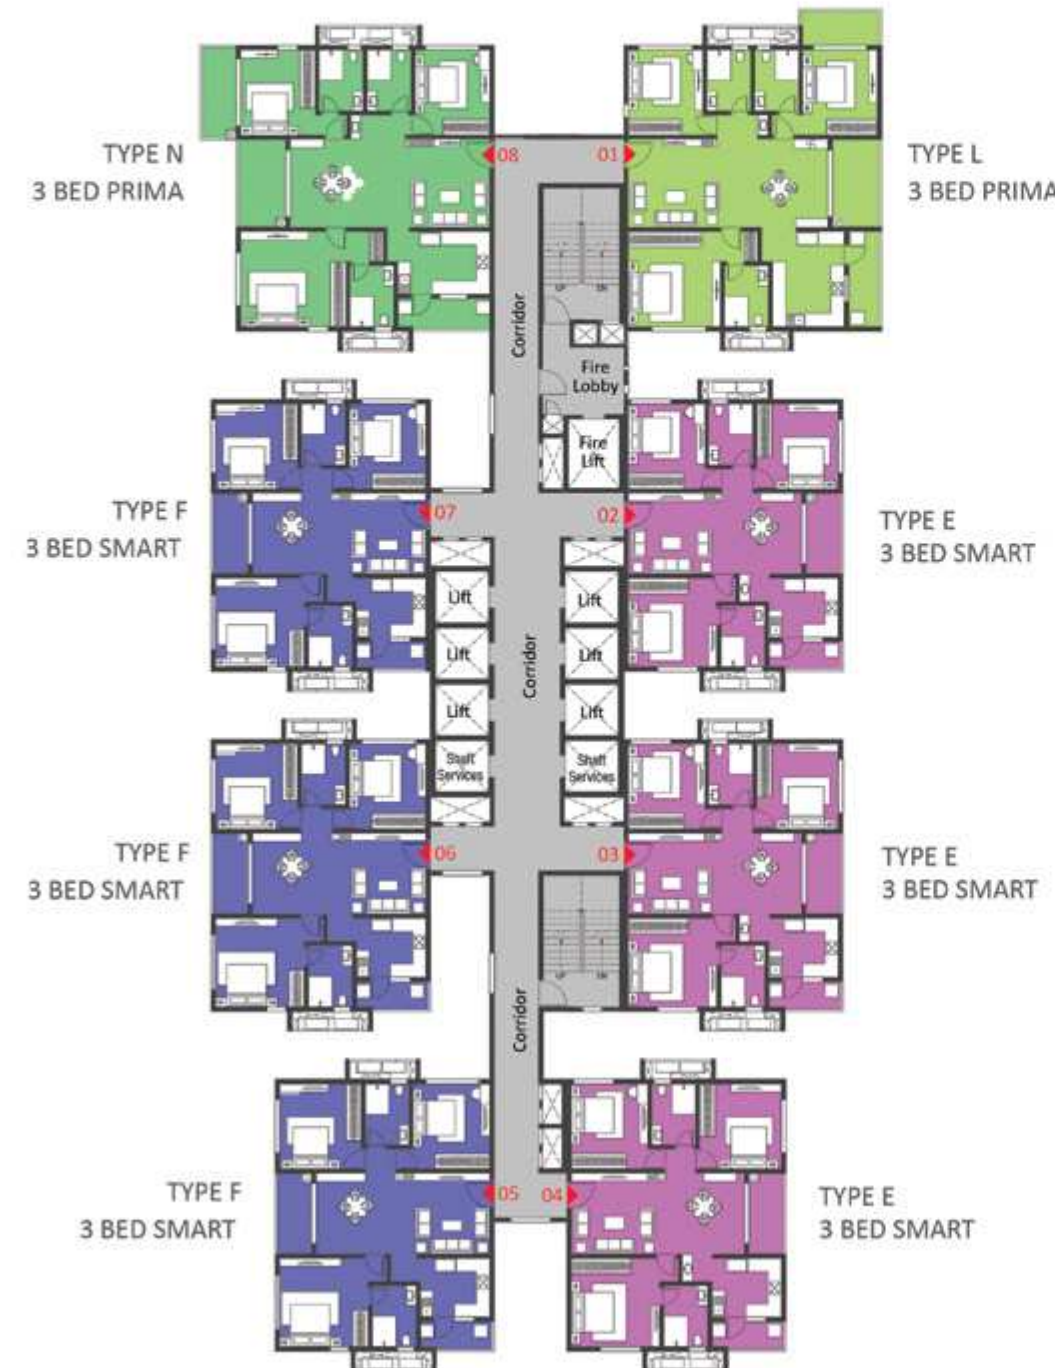 TYPE N
3 BED PRIMA
08
01
TYPE L
3 BED PRIMA
Corridor
Fire
Lobby
Fire
Lift
TYPE F
3 BED SMART
07
02
TYPE E
3 BED SMART
Lift
Lift
Lift
Lift
Corridor
Lift
Lift
Shaft
Services
Shaft
Services
TYPE F
3 BED SMART
06
03
TYPE E
3 BED SMART
Corridor
TYPE F
3 BED SMART
05
04
TYPE E
3 BED SMART